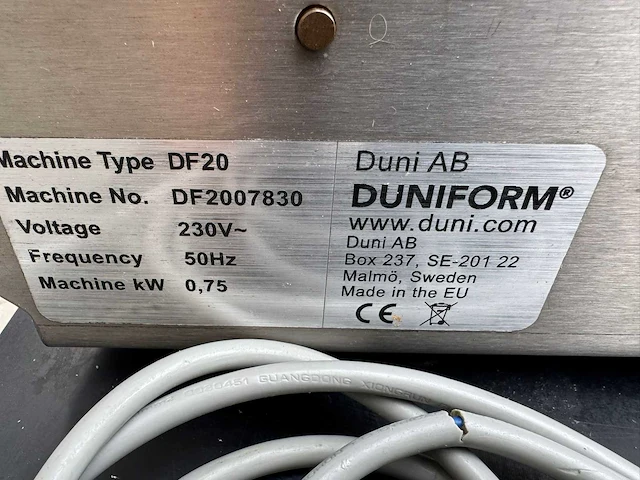 Machine Type DF20
Machine No. DF2007830
Voltage 230V~
Frequency 50Hz
Machine kW 0,75
Duni AB
DUNIFORM®
www.duni.com
Duni AB
Box 237, SE-201 22
Malmö, Sweden
Made in the EU
CE
GUANGDONG